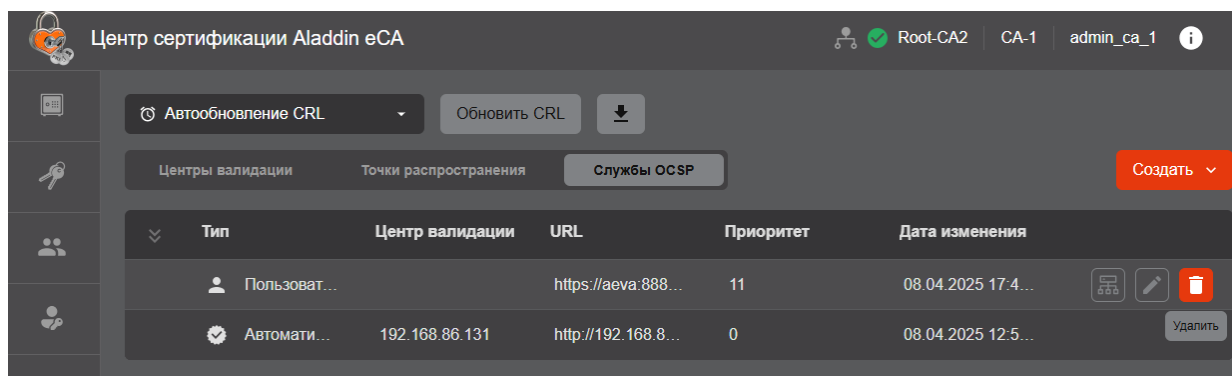 Центр сертификации Aladdin eCA
Root-CA2 CA-1 admin_ca_1
Автообновление CRL Обновить CRL
Центры валидации Точки распространения Службы OCSP Создать
Тип Центр валидации URL Приоритет Дата изменения
Пользоват... https://aeva:888... 11 08.04.2025 17:4...
Удалить
Автомати... 192.168.86.131 http://192.168.8... 0 08.04.2025 12:5...